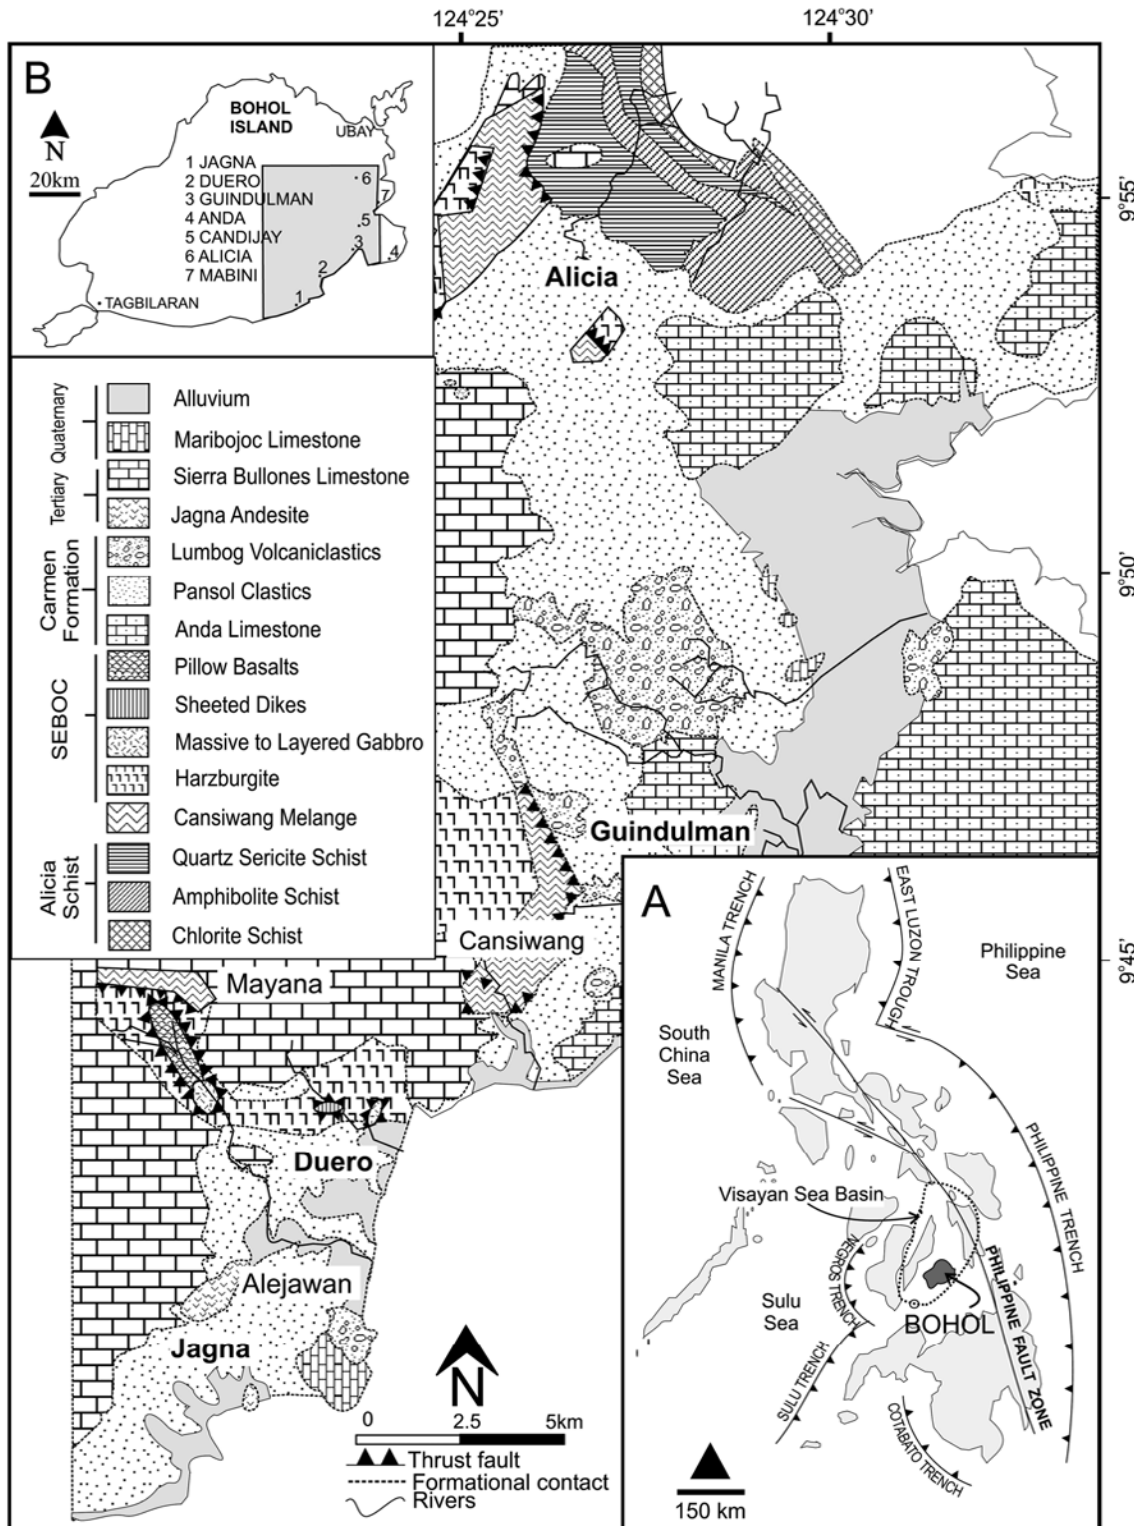 124°25'
124°30'
B
BOHOL
ISLAND
UBAY
N
20km
1 JAGNA
2 DUERO
3 GUINDULMAN
4 ANDA
5 CANDIJAY
6 ALICIA
7 MABINI
6
7
5
3
4
2
1
TAGBILARAN
9°55'
Alicia
Quaternary
Alluvium
Maribojoc Limestone
Tertiary
Sierra Bullones Limestone
Jagna Andesite
Carmen
Formation
Lumbog Volcaniclastics
Pansol Clastics
Anda Limestone
9°50'
SEBOC
Pillow Basalts
Sheeted Dikes
Massive to Layered Gabbro
Harzburgite
Cansiwang Melange
Alicia
Schist
Quartz Sericite Schist
Amphibolite Schist
Chlorite Schist
Guindulman
Cansiwang
9°45'
Mayana
Duero
Alejawan
Jagna
N
0
2.5
5km
Thrust fault
Formational contact
Rivers
A
MANILA TRENCH
EAST LUZON TROUGH
Philippine
Sea
South
China
Sea
PHILIPPINE TRENCH
Visayan Sea Basin
NEGROS TRENCH
PHILIPPINE FAULT ZONE
Sulu
Sea
BOHOL
SULU TRENCH
COTABATO TRENCH
150 km